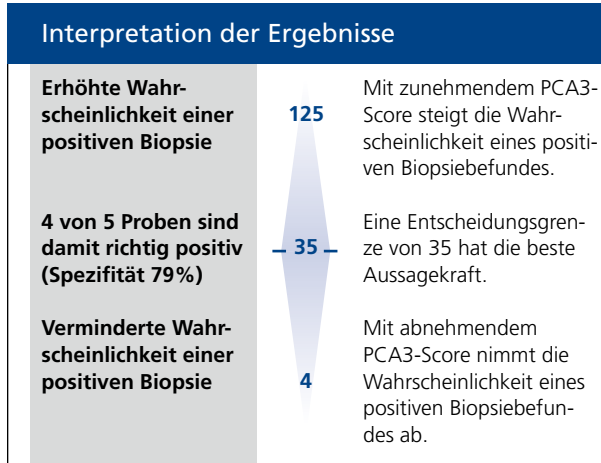 Interpretation der Ergebnisse
Erhöhte Wahr-
scheinlichkeit einer
positiven Biopsie
125
Mit zunehmendem PCA3-
Score steigt die Wahr-
scheinlichkeit eines positi-
ven Biopsiebefundes.
4 von 5 Proben sind
damit richtig positiv
(Spezifität 79%)
– 35 –
Eine Entscheidungsgren-
ze von 35 hat die beste
Aussagekraft.
Verminderte Wahr-
scheinlichkeit einer
positiven Biopsie
4
Mit abnehmendem
PCA3-Score nimmt die
Wahrscheinlichkeit eines
positiven Biopsiebefun-
des ab.